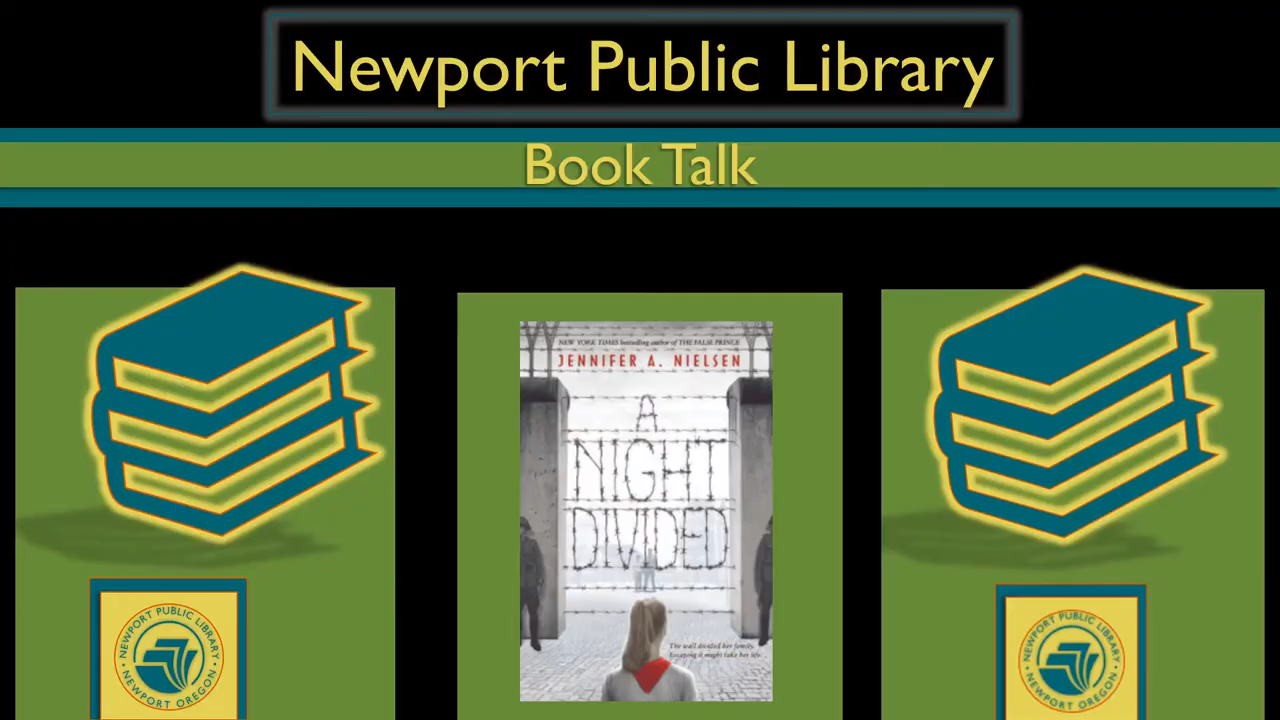 Newport Public Library
Book Talk
NEW YORK TIMES bestselling author of THE FALSE PRINCE
JENNIFER A. NIELSEN
A
NIGHT
DIVIDED
The wall divided her family.
Escaping it might take her life.
NEWPORT PUBLIC LIBRARY
NEWPORT OREGON
NEWPORT PUBLIC LIBRARY
NEWPORT OREGON